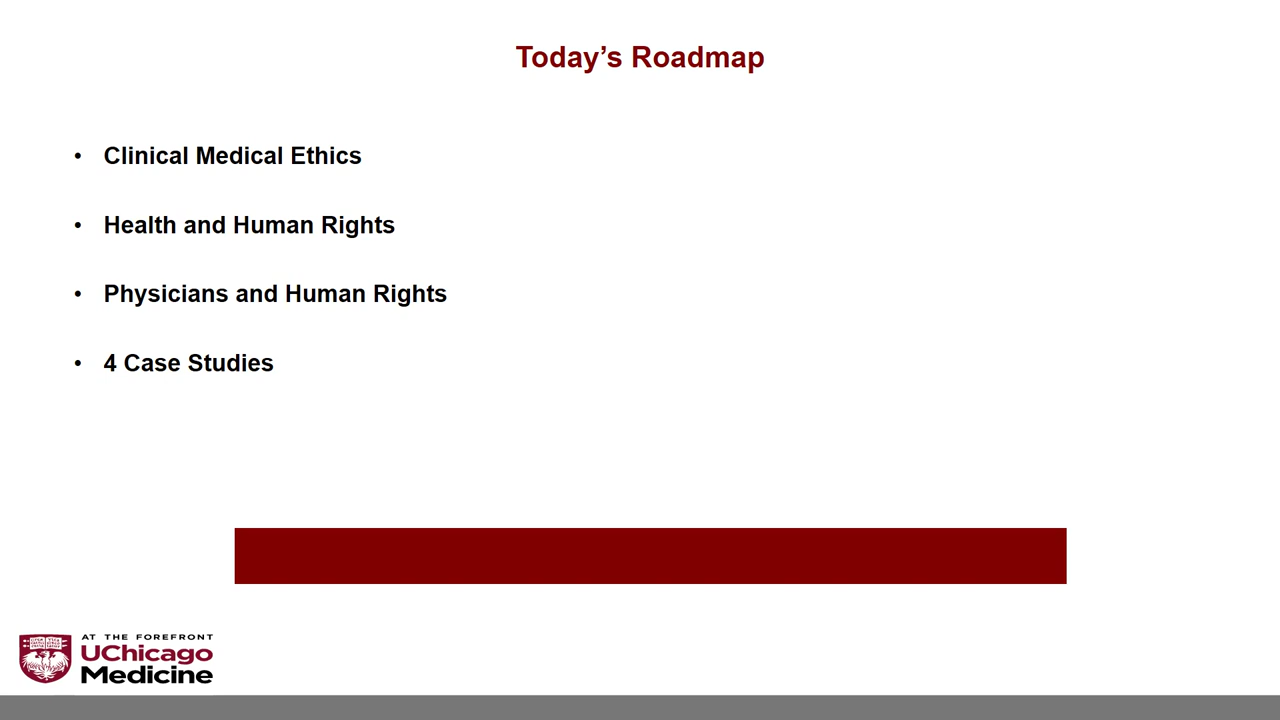 Today’s Roadmap
• Clinical Medical Ethics
• Health and Human Rights
• Physicians and Human Rights
• 4 Case Studies
AT THE FOREFRONT
UChicago
Medicine